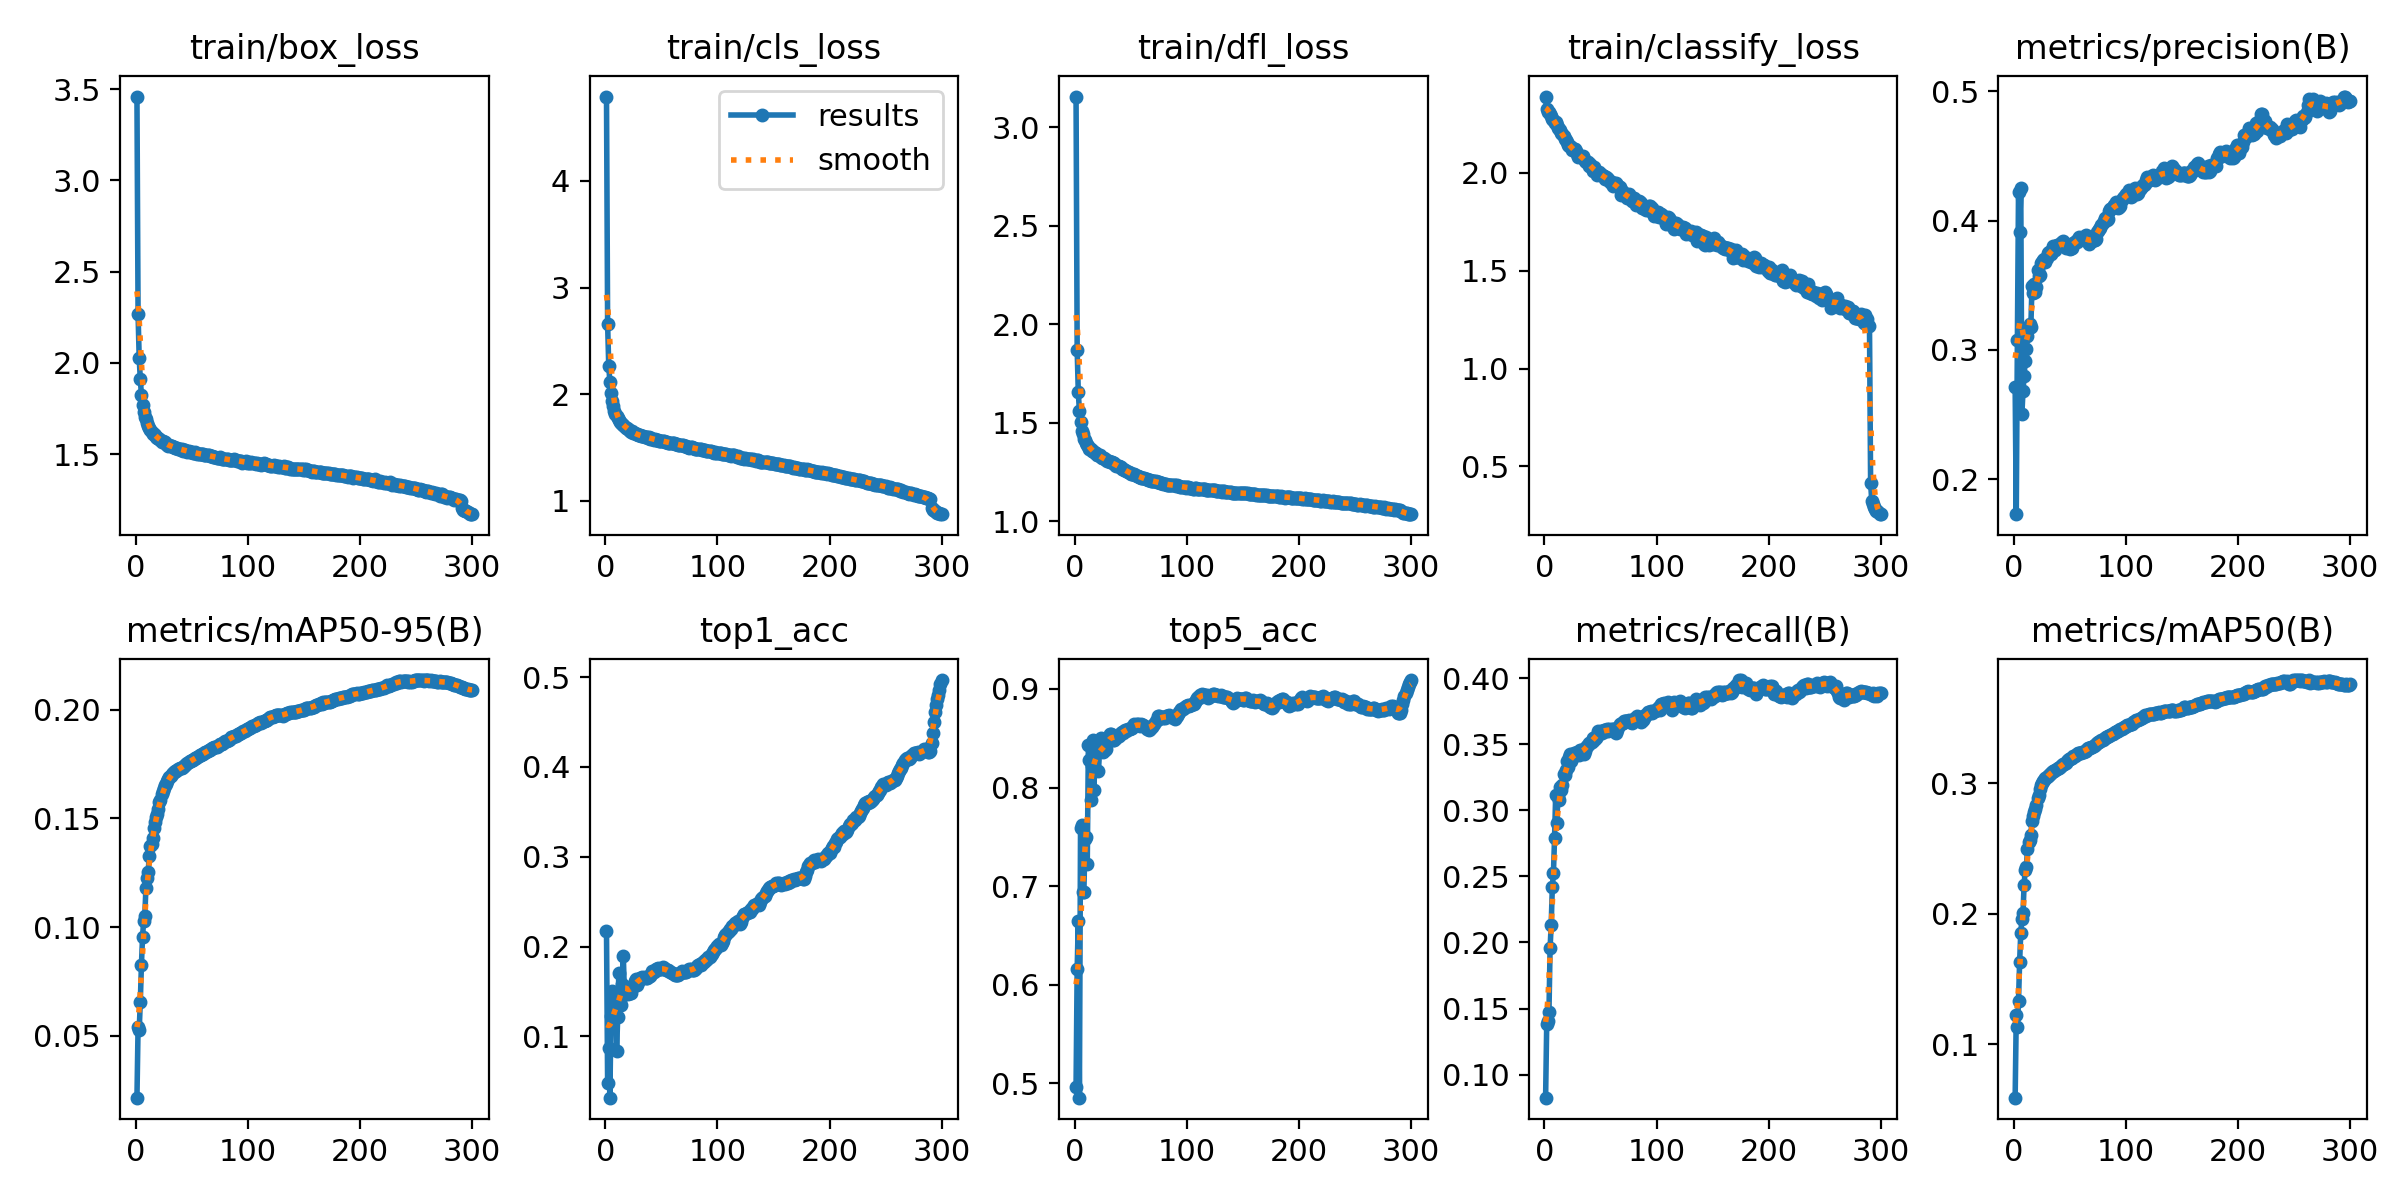 train/box_loss
3.5
3.0
2.5
2.0
1.5
0 100 200 300
train/cls_loss
results
smooth
4
3
2
1
0 100 200 300
train/dfl_loss
3.0
2.5
2.0
1.5
1.0
0 100 200 300
train/classify_loss
2.0
1.5
1.0
0.5
0 100 200 300
metrics/precision(B)
0.5
0.4
0.3
0.2
0 100 200 300
metrics/mAP50-95(B)
0.20
0.15
0.10
0.05
0 100 200 300
top1_acc
0.5
0.4
0.3
0.2
0.1
0 100 200 300
top5_acc
0.9
0.8
0.7
0.6
0.5
0 100 200 300
metrics/recall(B)
0.40
0.35
0.30
0.25
0.20
0.15
0.10
0 100 200 300
metrics/mAP50(B)
0.3
0.2
0.1
0 100 200 300